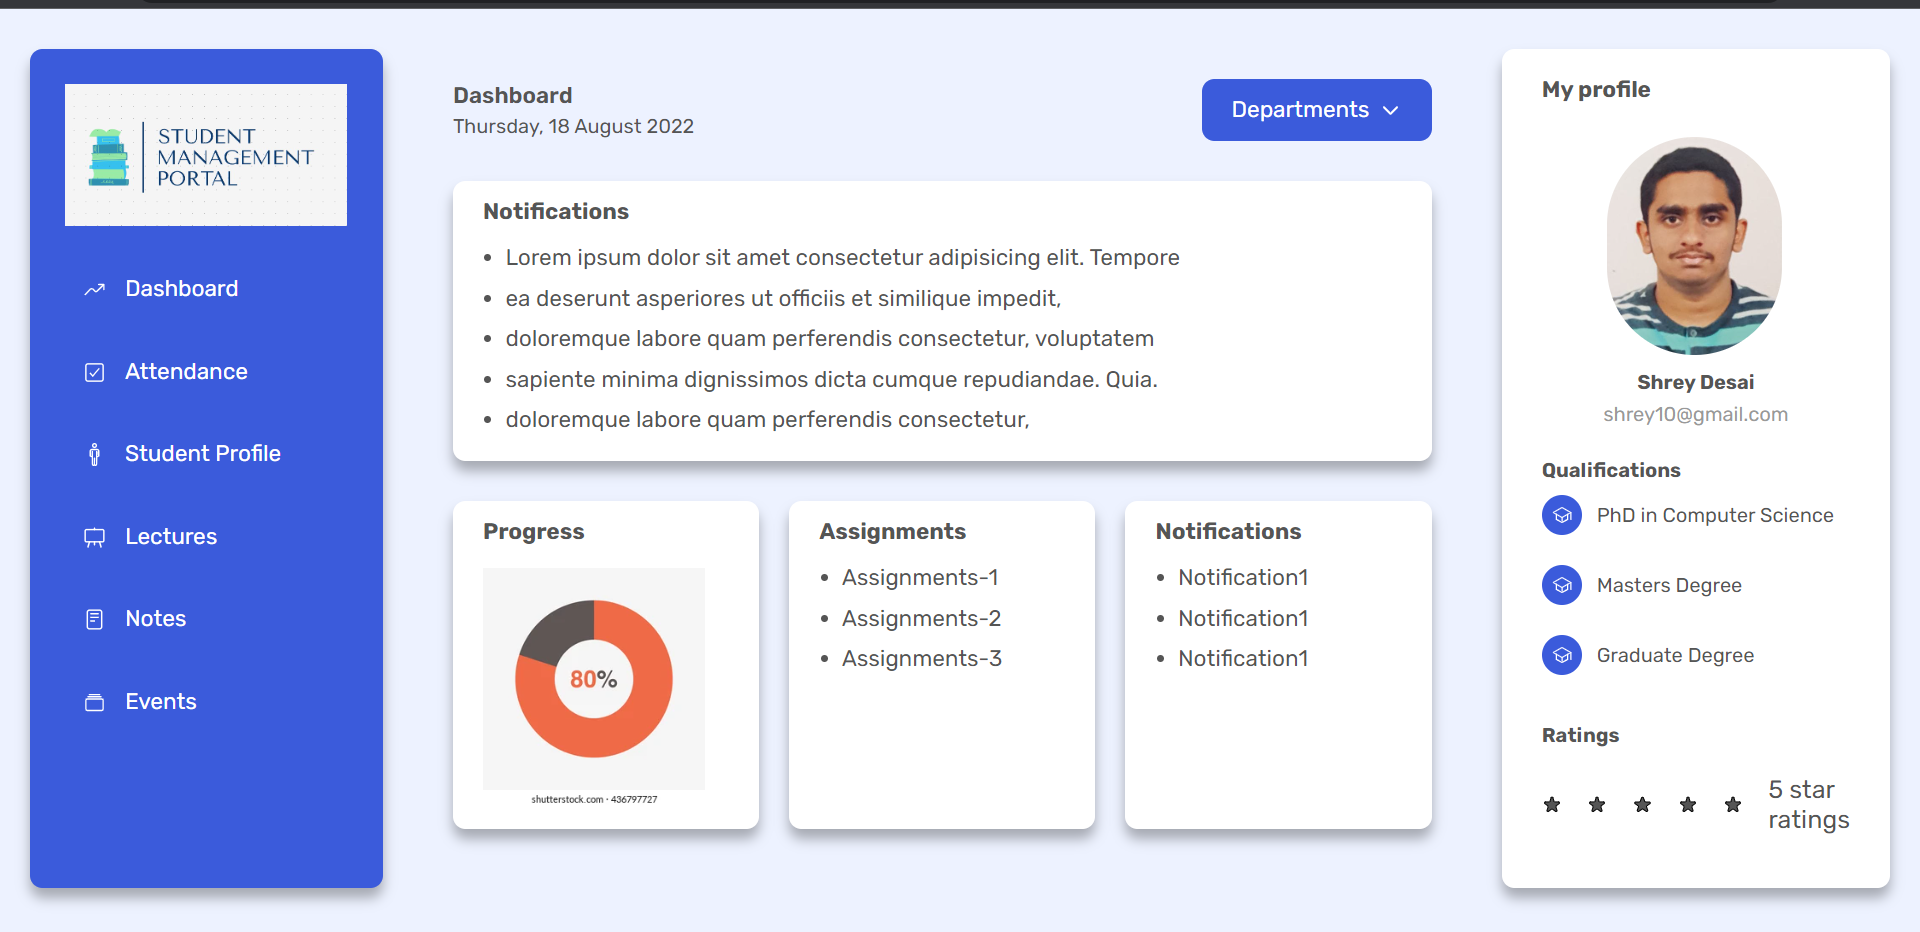 STUDENT
MANAGEMENT
PORTAL
Dashboard
Attendance
Student Profile
Lectures
Notes
Events
Dashboard
Thursday, 18 August 2022
Departments
Notifications
Lorem ipsum dolor sit amet consectetur adipisicing elit. Tempore
ea deserunt asperiores ut officiis et similique impedit,
doloremque labore quam perferendis consectetur, voluptatem
sapiente minima dignissimos dicta cumque repudiandae. Quia.
doloremque labore quam perferendis consectetur,
Progress
80%
shutterstock.com · 436797727
Assignments
Assignments-1
Assignments-2
Assignments-3
Notifications
Notification1
Notification1
Notification1
My profile
Shrey Desai
shrey10@gmail.com
Qualifications
PhD in Computer Science
Masters Degree
Graduate Degree
Ratings
5 star
ratings